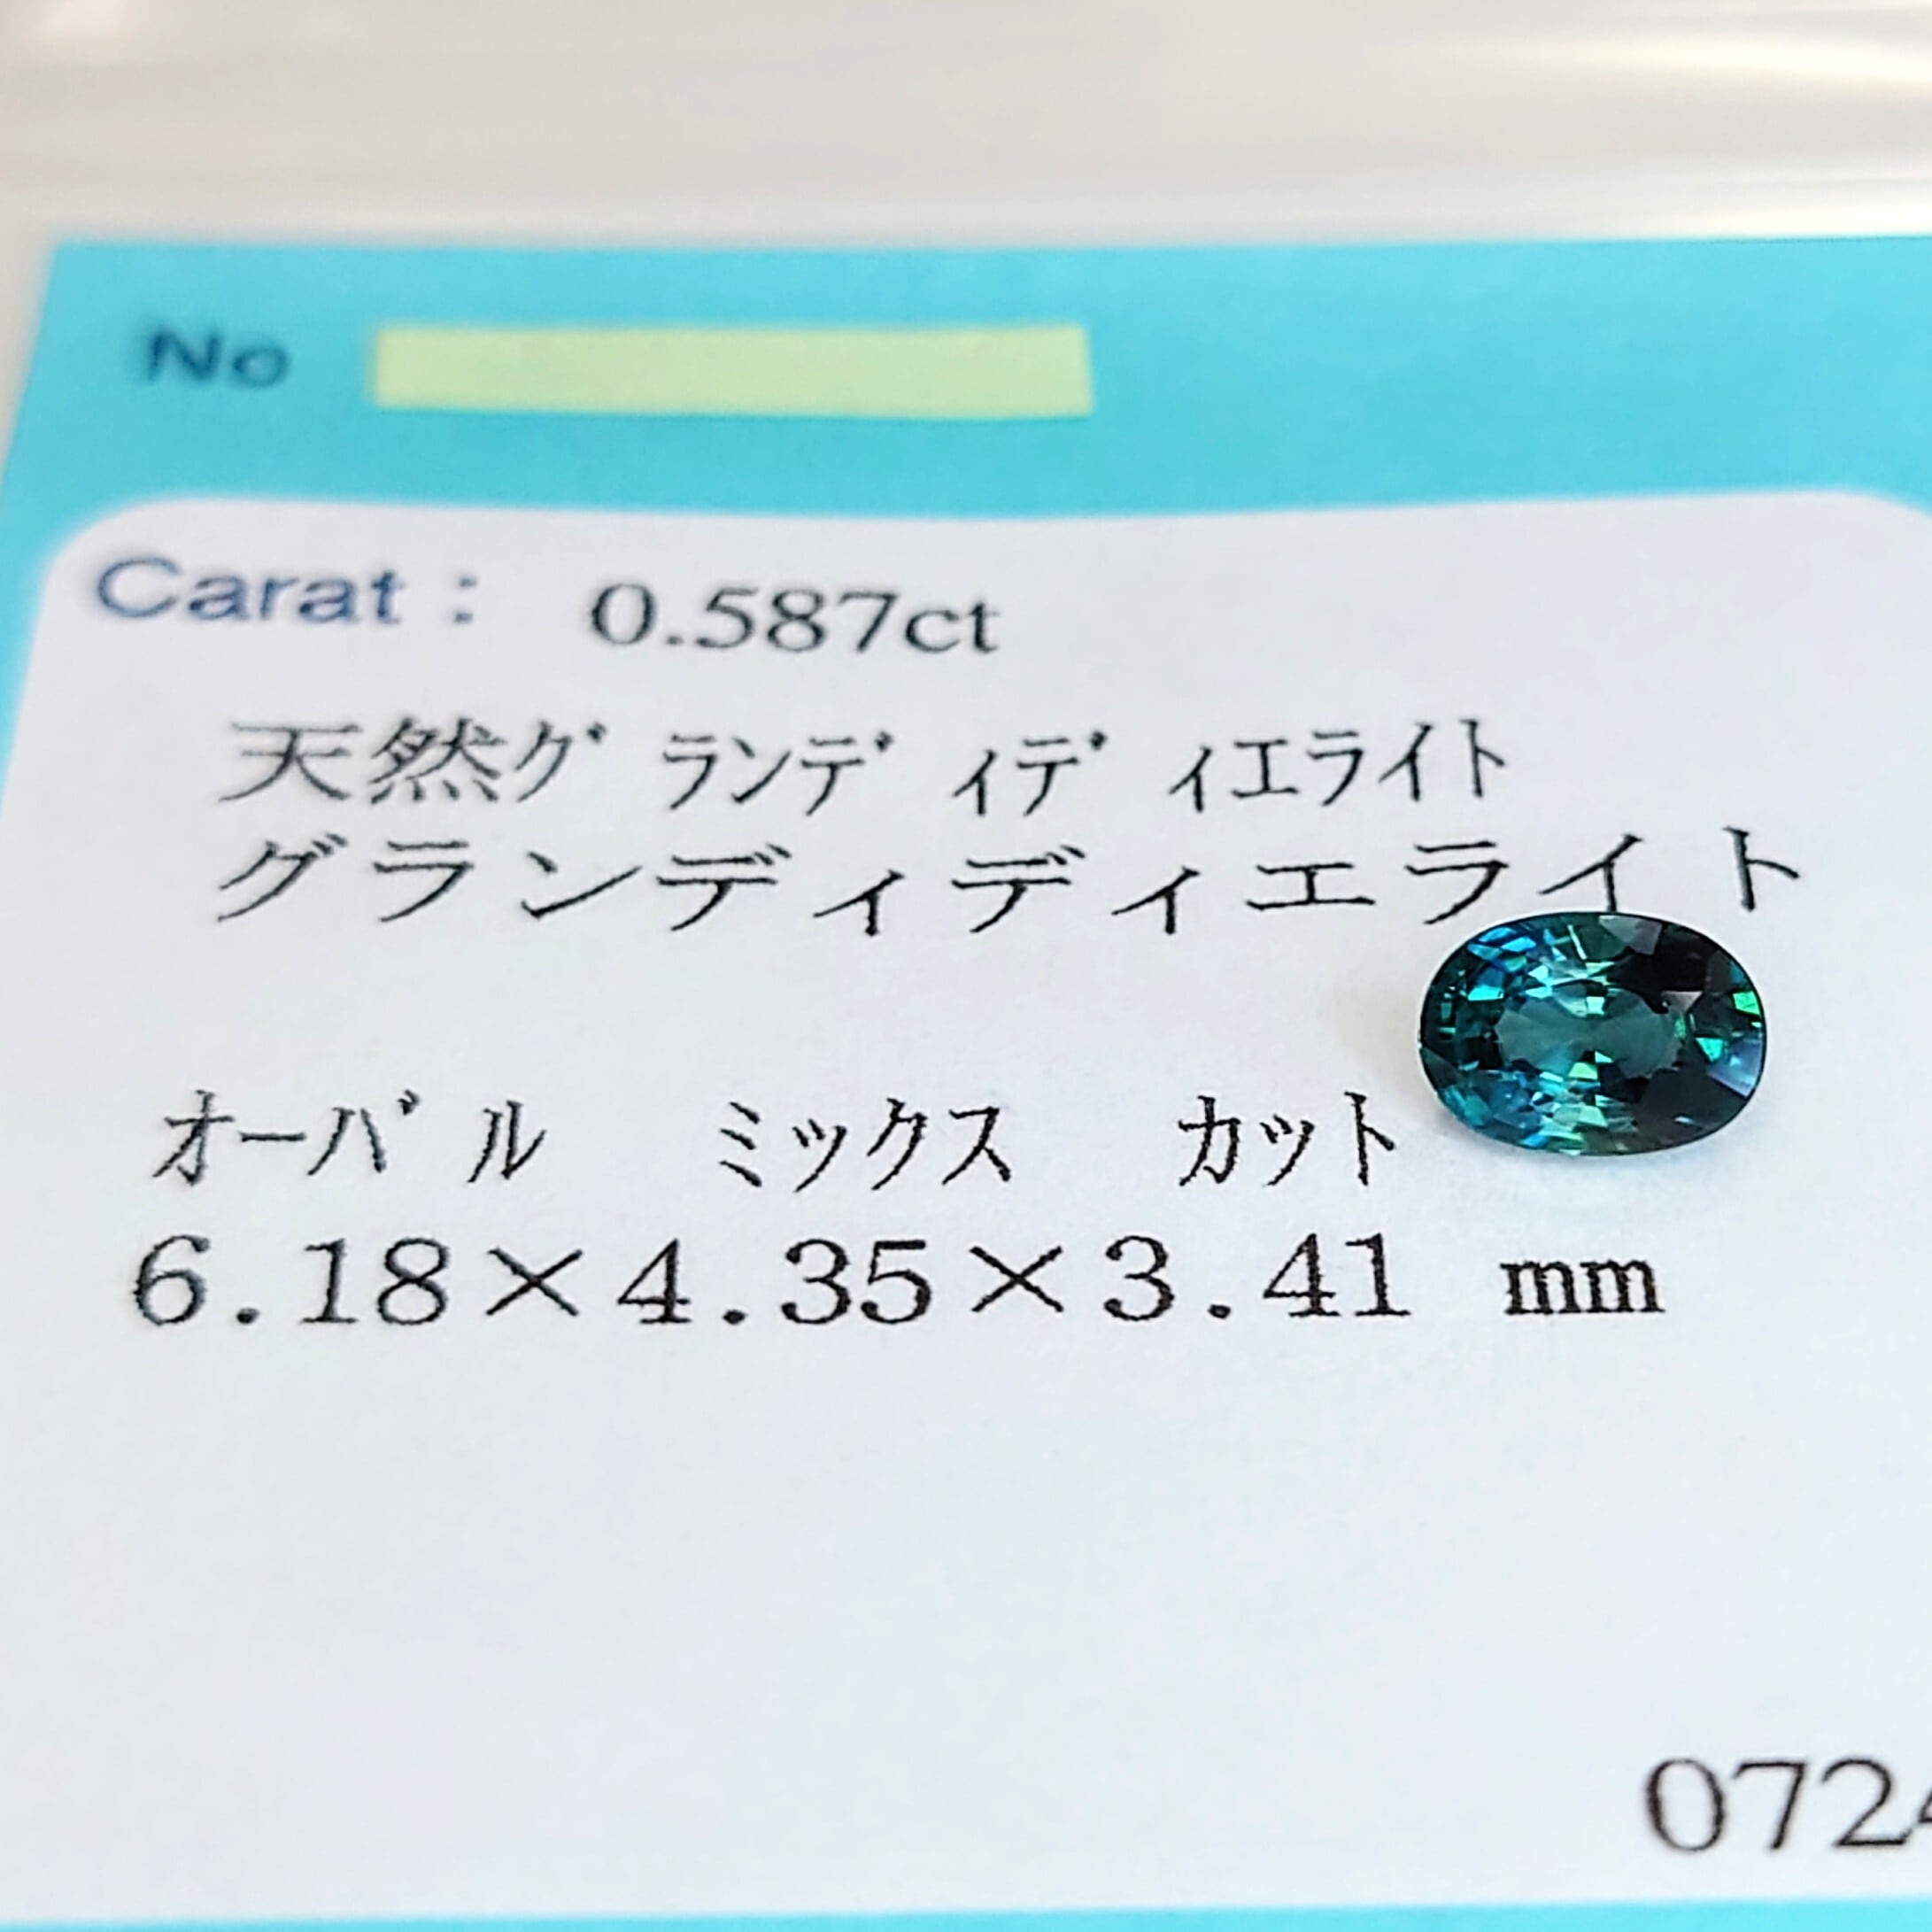 No
Carat : 0.587ct
天然ｸﾞﾗﾝﾃﾞｨﾃﾞｨｴﾗｲﾄ
グランディディエライト
ｵｰﾊﾞﾙ ﾐｯｸｽ ｶｯﾄ
6.18×4.35×3.41 mm
072